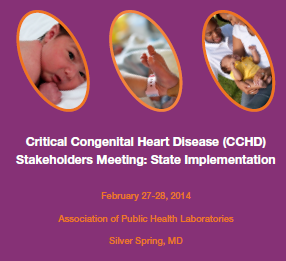 Critical Congenital Heart Disease (CCHD)
Stakeholders Meeting: State Implementation
February 27-28, 2014
Association of Public Health Laboratories
Silver Spring, MD